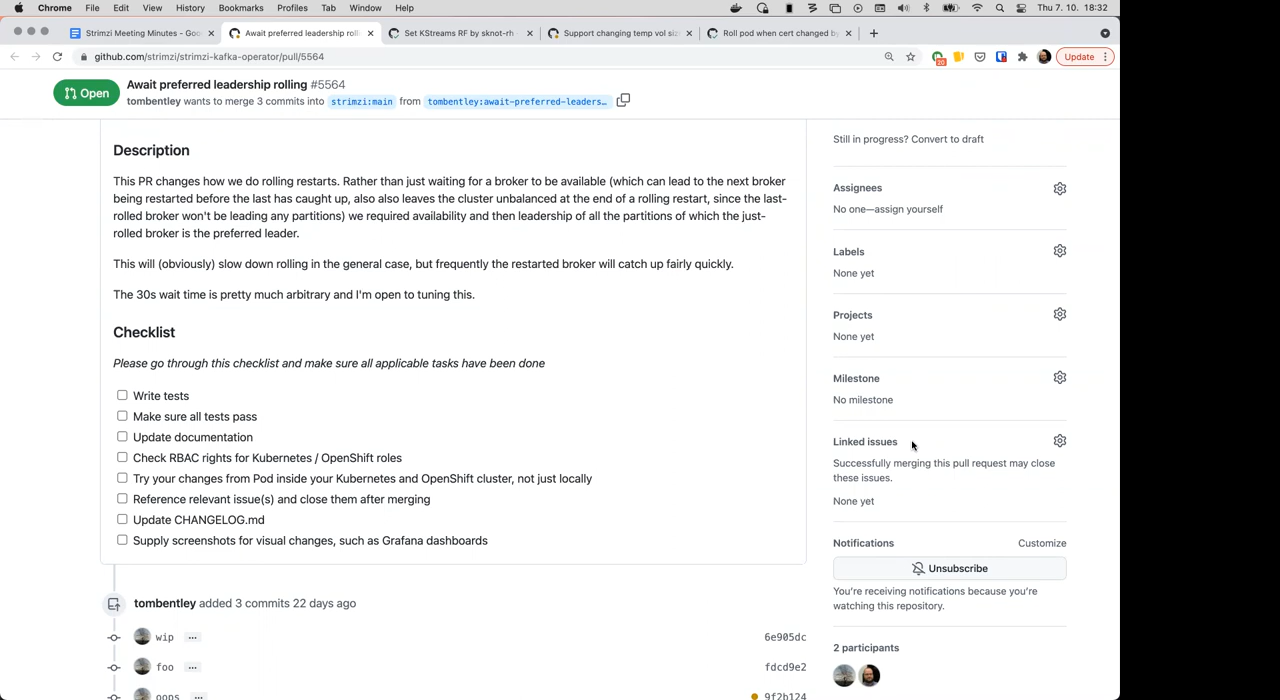 Chrome File Edit View History Bookmarks Profiles Tab Window Help Thu 7. 10. 18:32
Strimzi Meeting Minutes - Goo Await preferred leadership rolli Set KStreams RF by sknot-rh Support changing temp vol siz Roll pod when cert changed by
github.com/strimzi/strimzi-kafka-operator/pull/5564 20 Update
Open
Await preferred leadership rolling #5564
tombentley wants to merge 3 commits into strimzi:main from tombentley:await-preferred-leaders…
Description
This PR changes how we do rolling restarts. Rather than just waiting for a broker to be available (which can lead to the next broker
being restarted before the last has caught up, also also leaves the cluster unbalanced at the end of a rolling restart, since the last-
rolled broker won't be leading any partitions) we required availability and then leadership of all the partitions of which the just-
rolled broker is the preferred leader.
This will (obviously) slow down rolling in the general case, but frequently the restarted broker will catch up fairly quickly.
The 30s wait time is pretty much arbitrary and I'm open to tuning this.
Checklist
Please go through this checklist and make sure all applicable tasks have been done
Write tests
Make sure all tests pass
Update documentation
Check RBAC rights for Kubernetes / OpenShift roles
Try your changes from Pod inside your Kubernetes and OpenShift cluster, not just locally
Reference relevant issue(s) and close them after merging
Update CHANGELOG.md
Supply screenshots for visual changes, such as Grafana dashboards
tombentley added 3 commits 22 days ago
wip ... 6e905dc
foo ... fdcd9e2
oops ... 9f2b124
Still in progress? Convert to draft
Assignees
No one—assign yourself
Labels
None yet
Projects
None yet
Milestone
No milestone
Linked issues
Successfully merging this pull request may close
these issues.
None yet
Notifications Customize
Unsubscribe
You're receiving notifications because you're
watching this repository.
2 participants